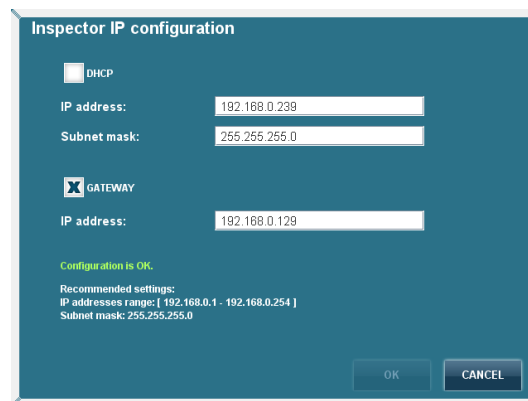 Inspector IP configuration
DHCP
IP address: 192.168.0.239
Subnet mask: 255.255.255.0
X GATEWAY
IP address: 192.168.0.129
Configuration is OK.
Recommended settings:
IP addresses range: [ 192.168.0.1 - 192.168.0.254 ]
Subnet mask: 255.255.255.0
OK CANCEL